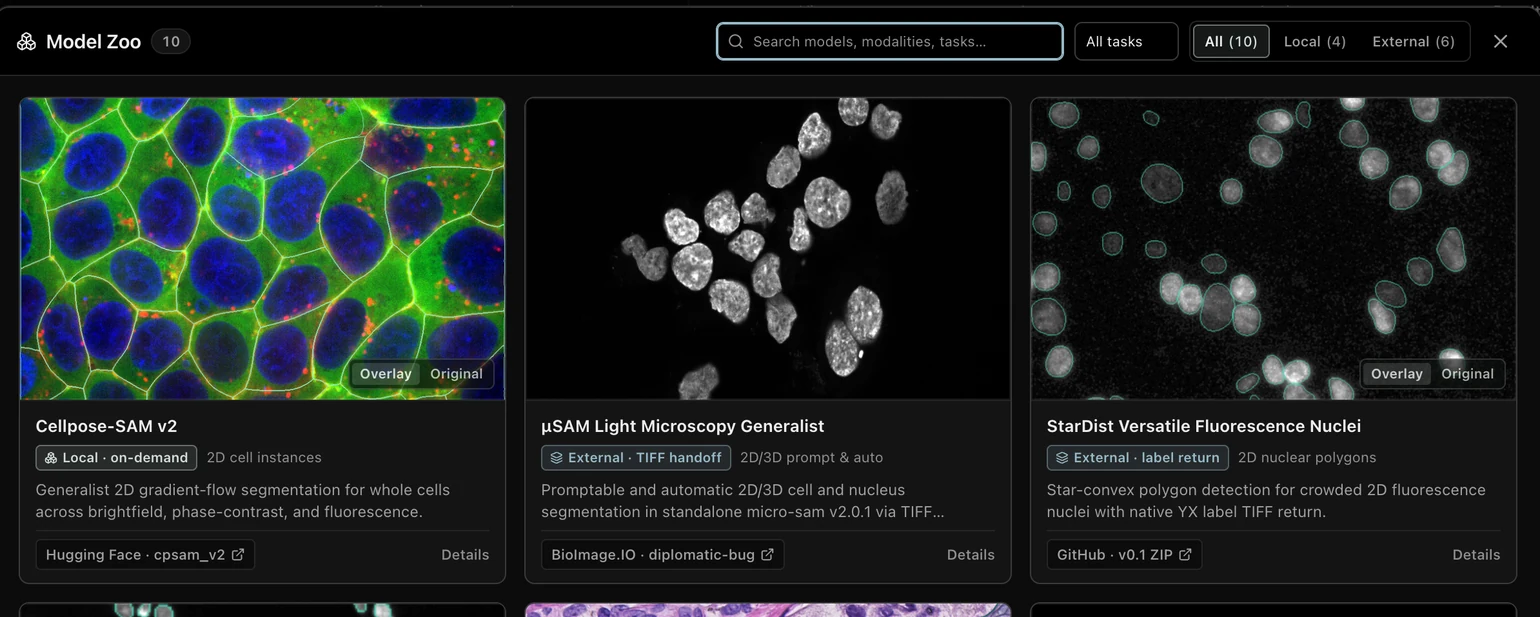 Model Zoo 10
Search models, modalities, tasks...
All tasks
All (10) Local (4) External (6)
Overlay Original
Overlay Original
Cellpose-SAM v2
Local · on-demand 2D cell instances
Generalist 2D gradient-flow segmentation for whole cells
across brightfield, phase-contrast, and fluorescence.
Hugging Face · cpsam_v2 Details
µSAM Light Microscopy Generalist
External · TIFF handoff 2D/3D prompt & auto
Promptable and automatic 2D/3D cell and nucleus
segmentation in standalone micro-sam v2.0.1 via TIFF...
BioImage.IO · diplomatic-bug Details
StarDist Versatile Fluorescence Nuclei
External · label return 2D nuclear polygons
Star-convex polygon detection for crowded 2D fluorescence
nuclei with native YX label TIFF return.
GitHub · v0.1 ZIP Details